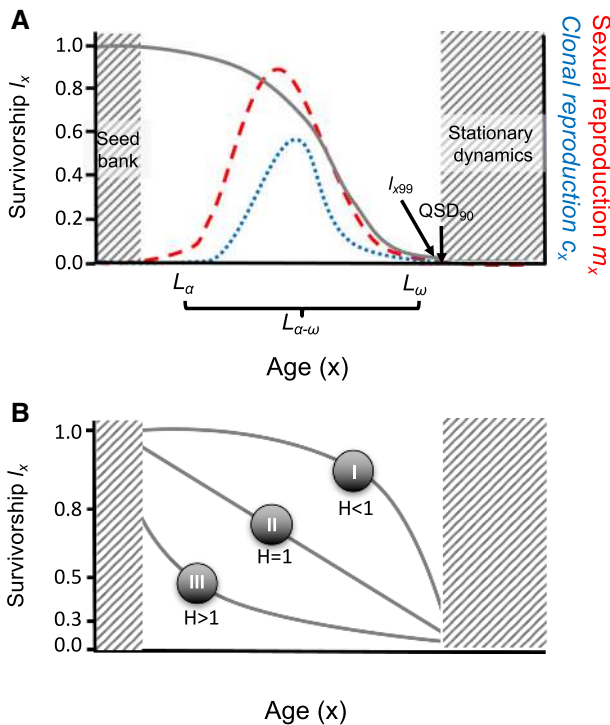 A
1.0
0.8
0.6
0.4
0.2
0.0
Survivorship lx
Seed
bank
Stationary
dynamics
lx99
QSD90
Sexual reproduction mx
Clonal reproduction cx
Lα
Lω
Lα-ω
Age (x)
B
1.0
0.8
0.5
0.3
0.0
Survivorship lx
I
H<1
II
H=1
III
H>1
Age (x)